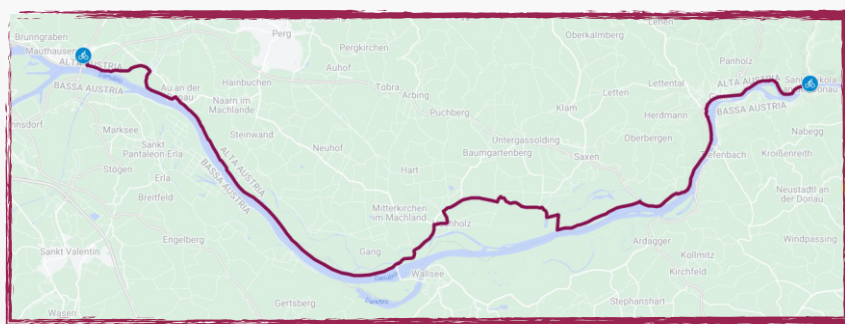 Brunngraben
Mauthausen
Perg
Pergkirchen
Oberkalmberg
Lehen
Panholz
ALTA AUSTRIA
BASSA AUSTRIA
Au an der
Hainbuchen
Auhof
Tobra
Arbing
Letten
Lettental
ALTA AUSTRIA
BASSA AUSTRIA
Naarn im
Machlande
Puchberg
Klam
Herdmann
Marksee
Steinwand
Untergassolding
Oberbergen
Nabegg
Sankt
Pantaleon-Erla
Neuhof
Baumgartenberg
Saxen
Kroißenreith
ALTA AUSTRIA
BASSA AUSTRIA
Stögen
Erla
Hart
Breitfeld
Neustadtl an
der Donau
Mitterkirchen
im Machland
Engelberg
Ardagger
Windpassing
Sankt Valentin
Gang
Kollmitz
Wallsee
Kirchfeld
Gertsberg
Stephanshart
Wasen